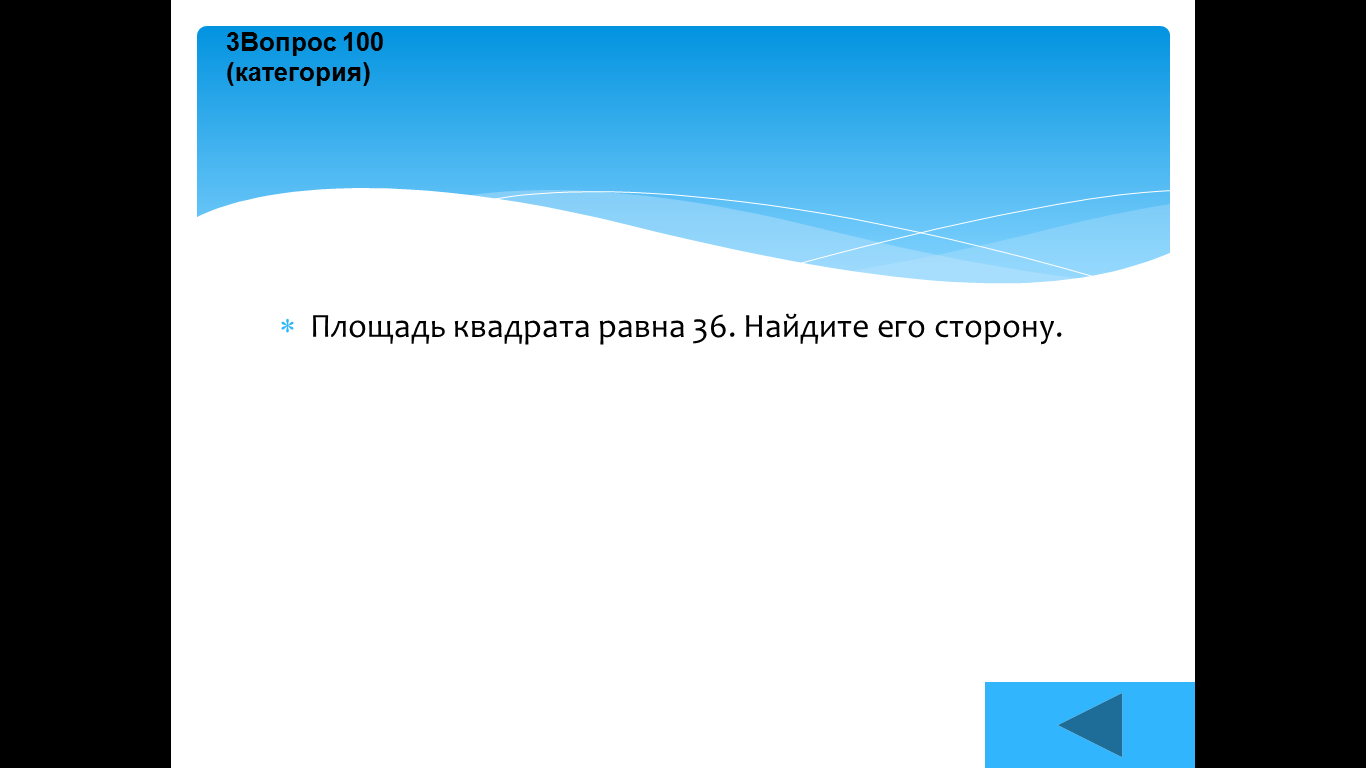 3Вопрос 100
(категория)
* Площадь квадрата равна 36. Найдите его сторону.